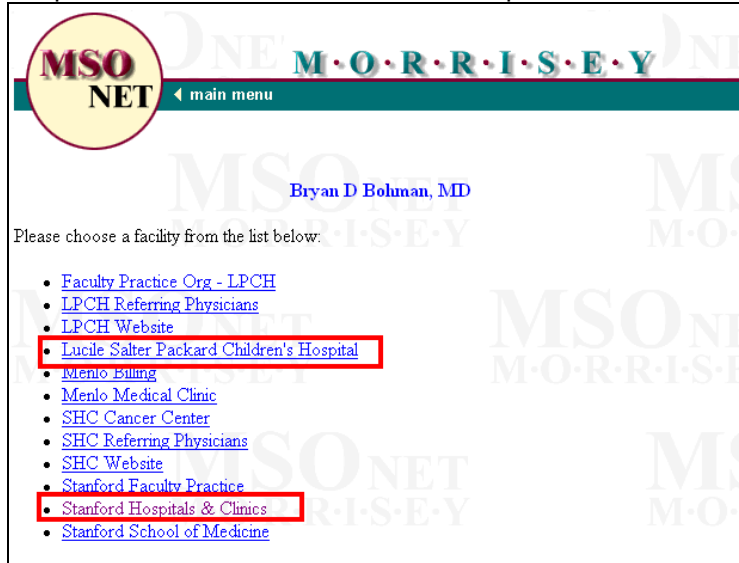 MSO
NET
M·O·R·R·I·S·E·Y
main menu
Bryan D Bohman, MD
Please choose a facility from the list below:
Faculty Practice Org - LPCH
LPCH Referring Physicians
LPCH Website
Lucile Salter Packard Children's Hospital
Menlo Billing
Menlo Medical Clinic
SHC Cancer Center
SHC Referring Physicians
SHC Website
Stanford Faculty Practice
Stanford Hospitals & Clinics
Stanford School of Medicine